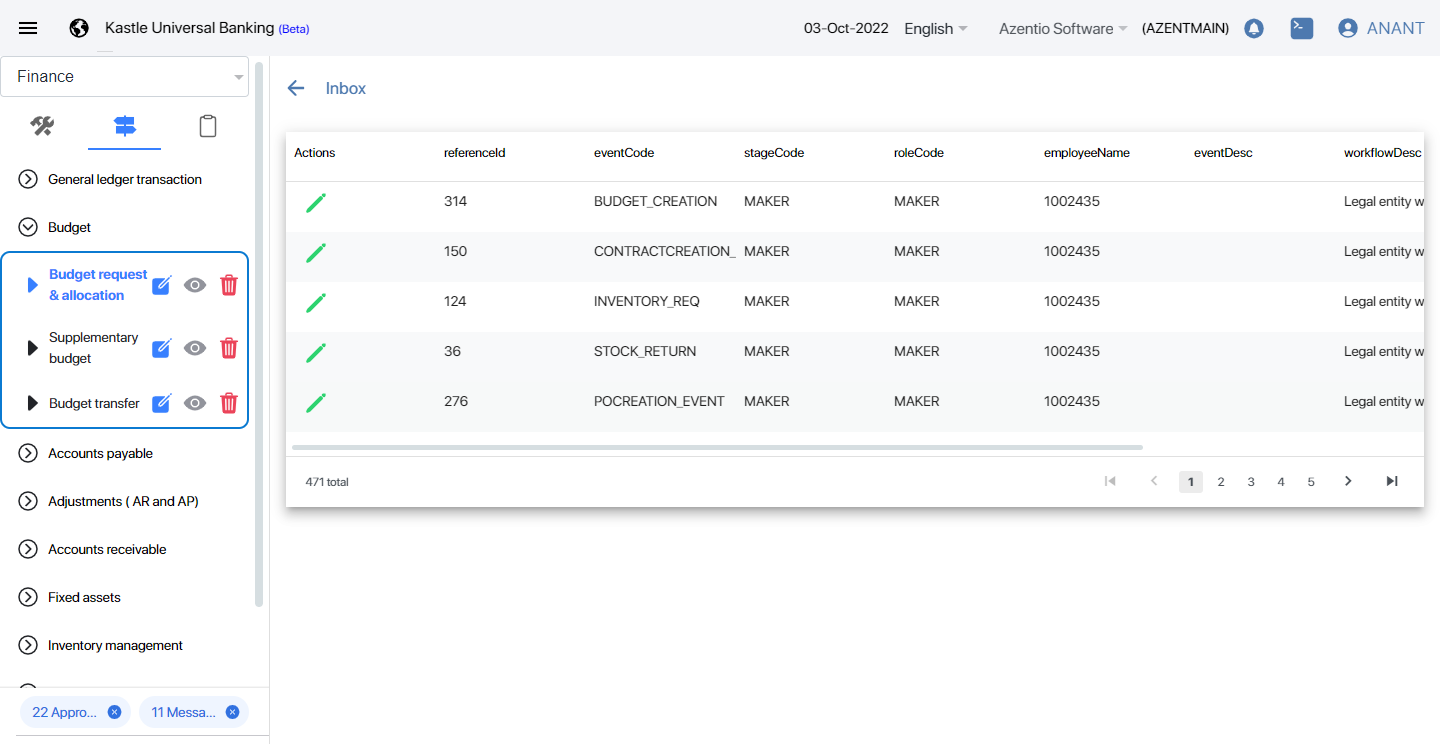 Kastle Universal Banking (Beta)
03-Oct-2022
English
Azentio Software
(AZENTMAIN)
ANANT
Finance
General ledger transaction
Budget
Budget request
& allocation
Supplementary
budget
Budget transfer
Accounts payable
Adjustments ( AR and AP)
Accounts receivable
Fixed assets
Inventory management
22 Appro...
11 Messa...
Inbox
Actions referenceId eventCode stageCode roleCode employeeName eventDesc workflowDesc
314 BUDGET_CREATION MAKER MAKER 1002435 Legal entity w
150 CONTRACTCREATION_ MAKER MAKER 1002435 Legal entity w
124 INVENTORY_REQ MAKER MAKER 1002435 Legal entity w
36 STOCK_RETURN MAKER MAKER 1002435 Legal entity w
276 POCREATION_EVENT MAKER MAKER 1002435 Legal entity w
471 total
1 2 3 4 5